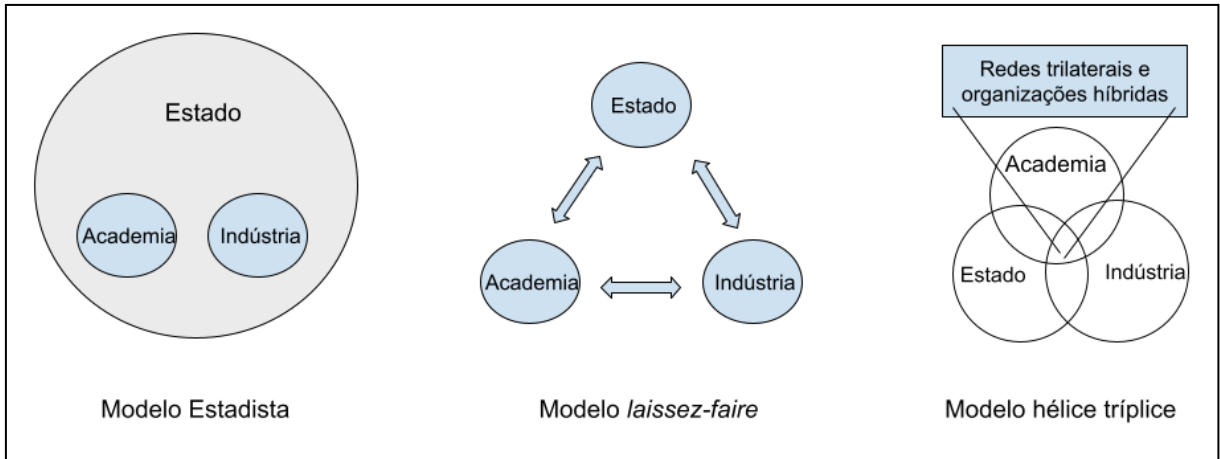 Estado
Academia
Indústria
Modelo Estadista
Estado
Academia
Indústria
Modelo laissez-faire
Redes trilaterais e
organizações híbridas
Academia
Estado
Indústria
Modelo hélice tríplice